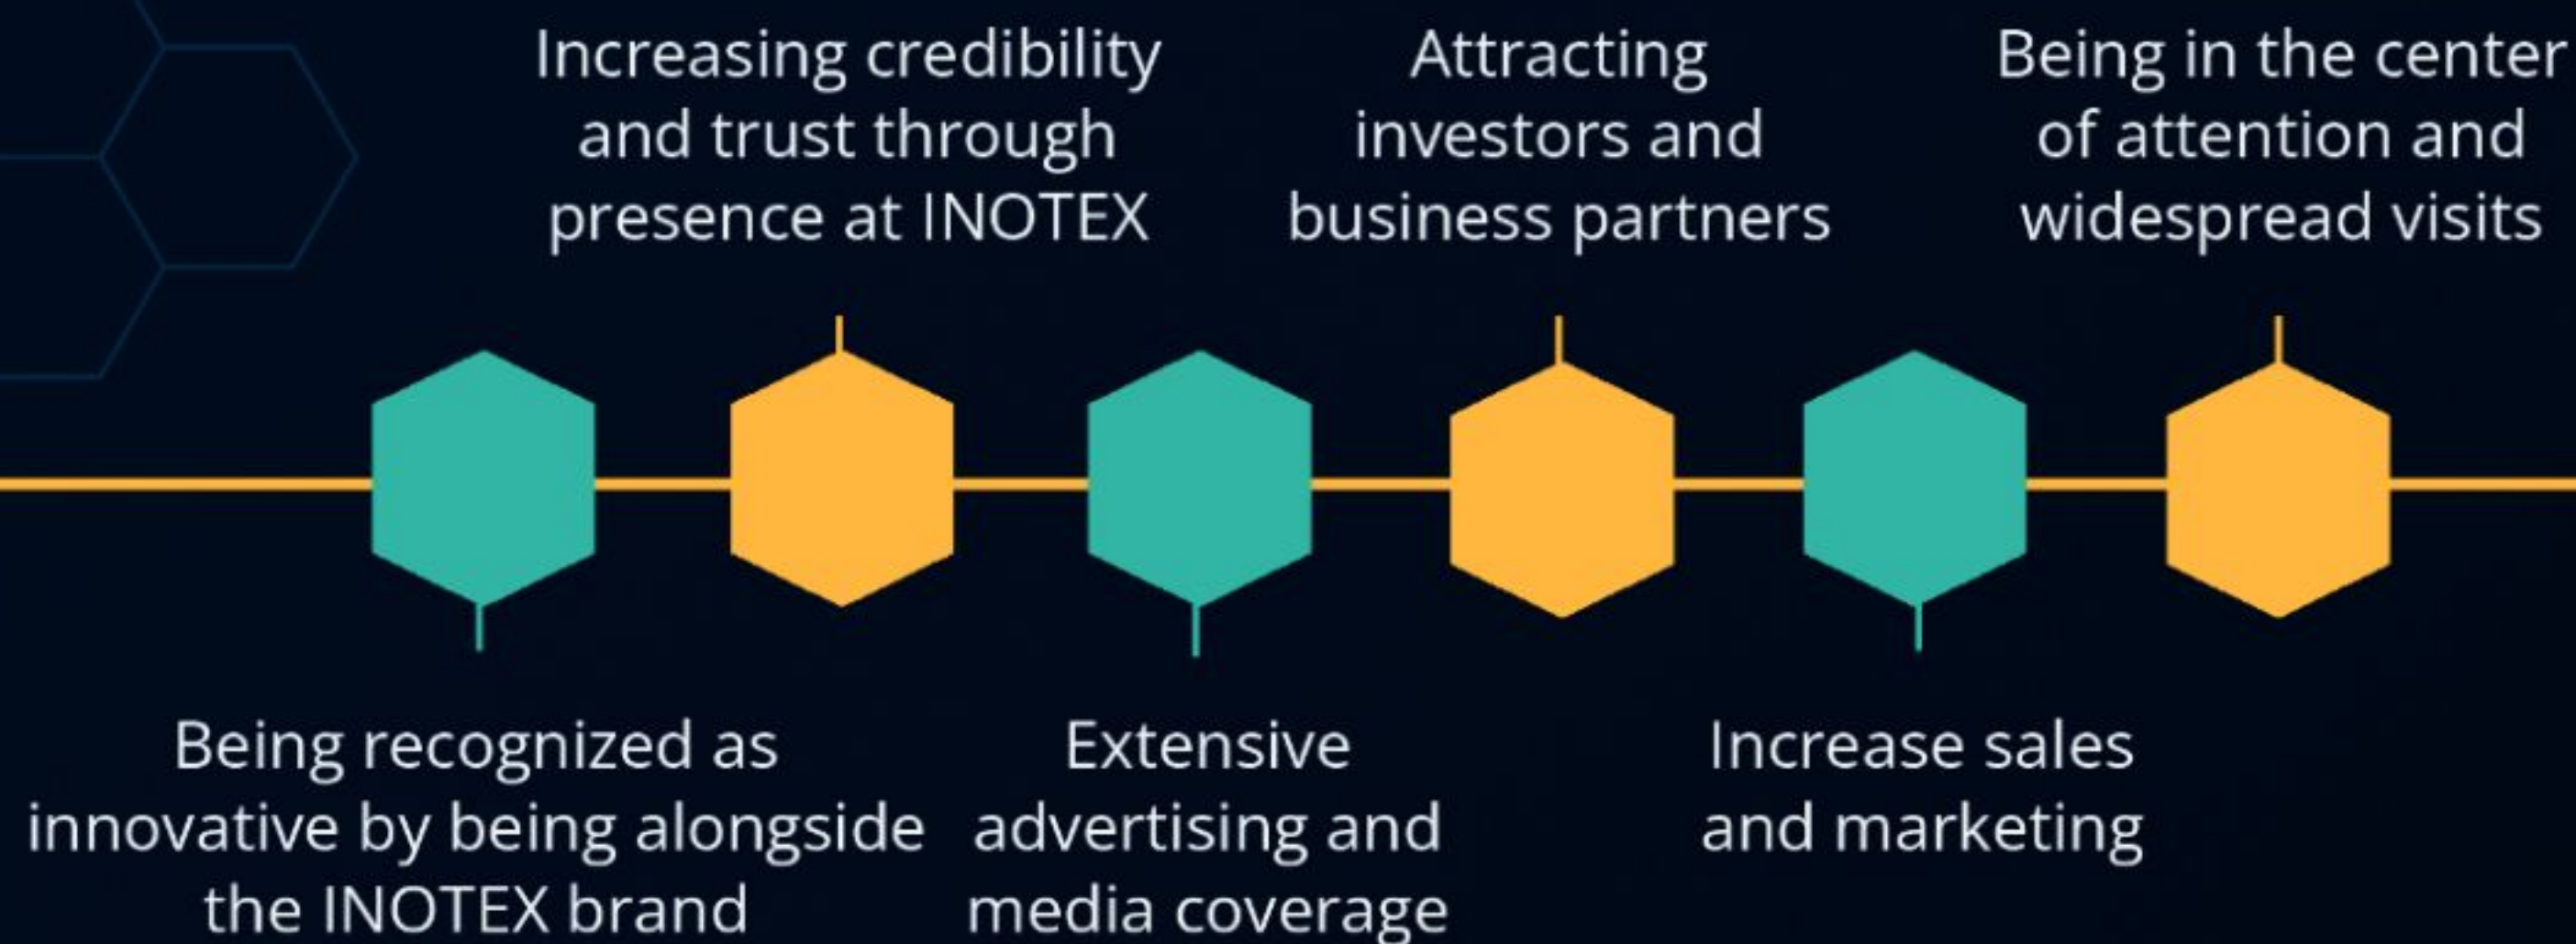 Increasing credibility
and trust through
presence at INOTEX
Attracting
investors and
business partners
Being in the center
of attention and
widespread visits
Being recognized as
innovative by being alongside
the INOTEX brand
Extensive
advertising and
media coverage
Increase sales
and marketing